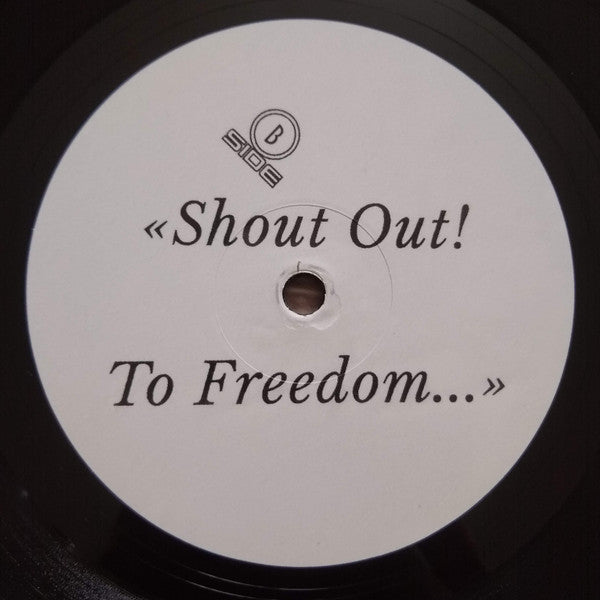 B
SIDE
«Shout Out!
To Freedom...»